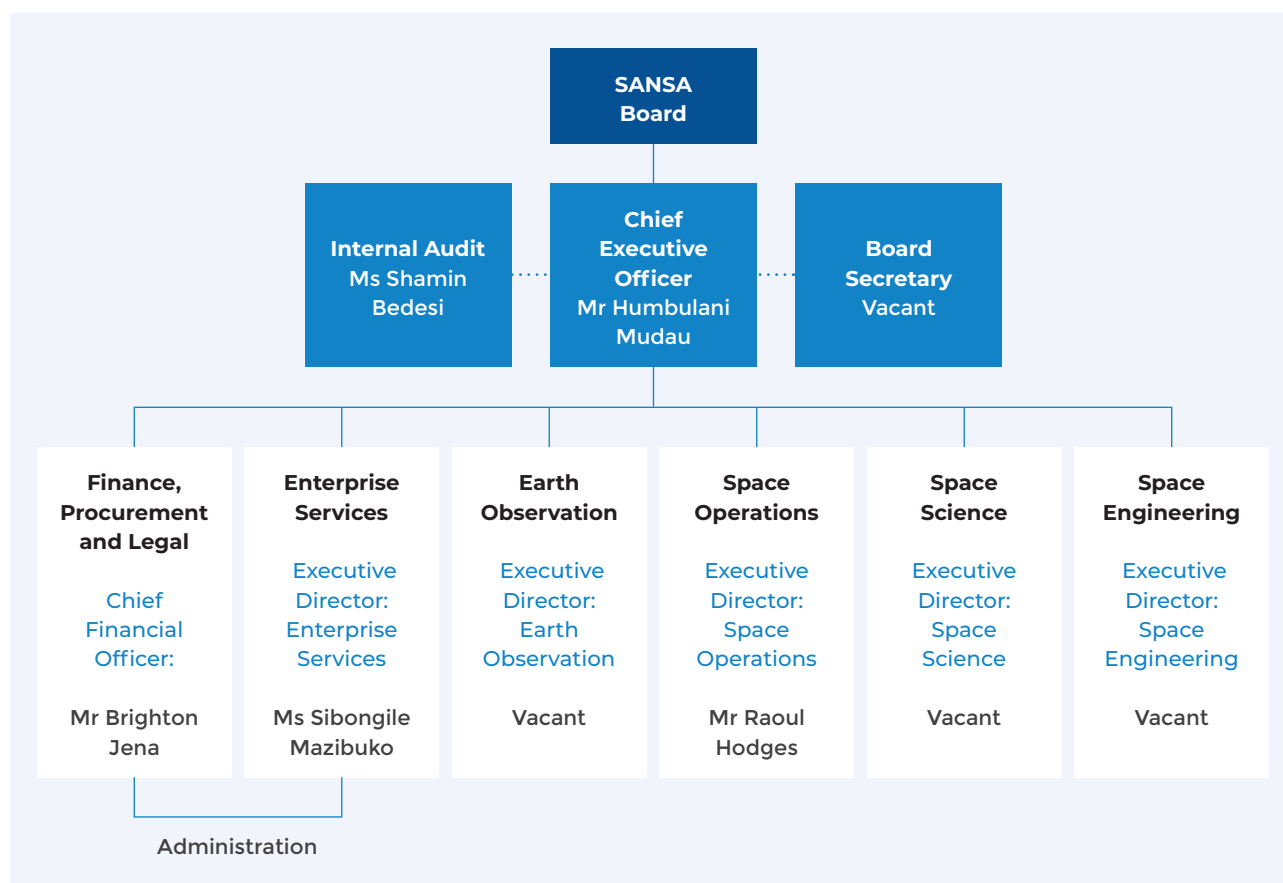 SANSA
Board
Internal Audit
Ms Shamin
Bedesi
Chief
Executive
Officer
Mr Humbulani
Mudau
Board
Secretary
Vacant
Finance,
Procurement
and Legal
Chief
Financial
Officer:
Mr Brighton
Jena
Enterprise
Services
Executive
Director:
Enterprise
Services
Ms Sibongile
Mazibuko
Earth
Observation
Executive
Director:
Earth
Observation
Vacant
Space
Operations
Executive
Director:
Space
Operations
Mr Raoul
Hodges
Space
Science
Executive
Director:
Space
Science
Vacant
Space
Engineering
Executive
Director:
Space
Engineering
Vacant
Administration